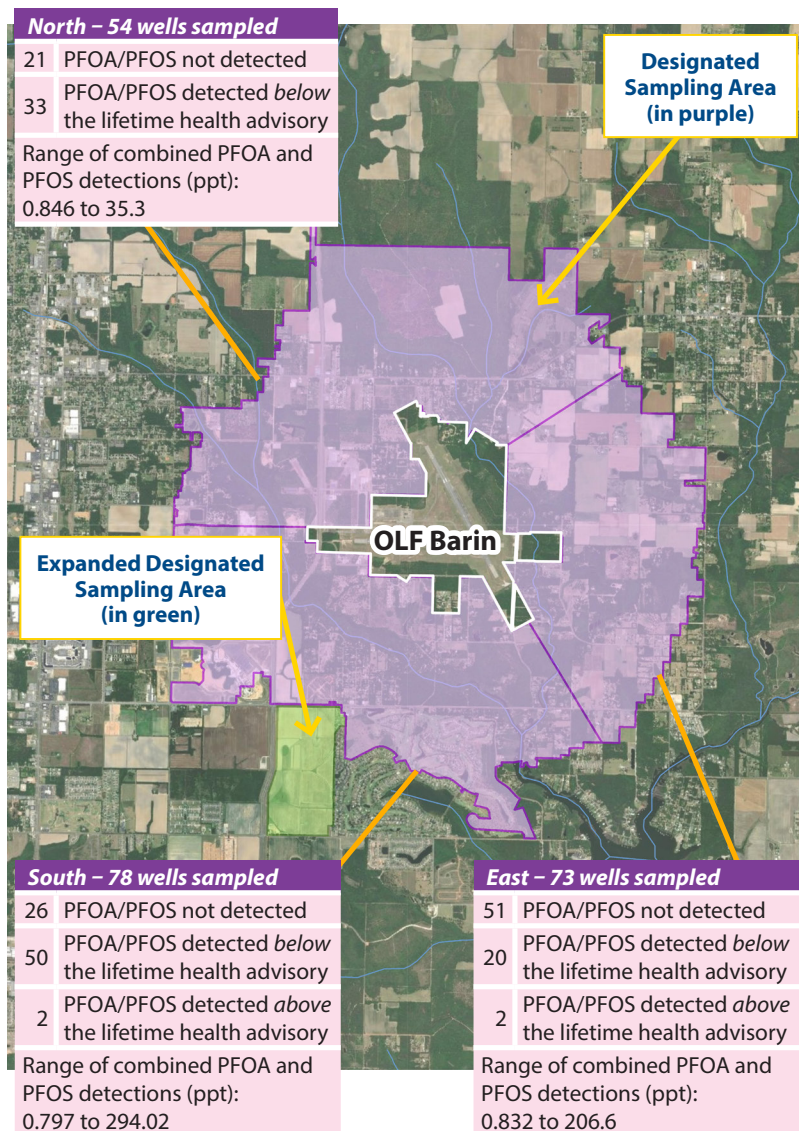 North – 54 wells sampled
21 PFOA/PFOS not detected
33 PFOA/PFOS detected below
the lifetime health advisory
Range of combined PFOA and
PFOS detections (ppt):
0.846 to 35.3
Designated
Sampling Area
(in purple)
OLF Barin
Expanded Designated
Sampling Area
(in green)
South – 78 wells sampled
26 PFOA/PFOS not detected
50 PFOA/PFOS detected below
the lifetime health advisory
2 PFOA/PFOS detected above
the lifetime health advisory
Range of combined PFOA and
PFOS detections (ppt):
0.797 to 294.02
East – 73 wells sampled
51 PFOA/PFOS not detected
20 PFOA/PFOS detected below
the lifetime health advisory
2 PFOA/PFOS detected above
the lifetime health advisory
Range of combined PFOA and
PFOS detections (ppt):
0.832 to 206.6